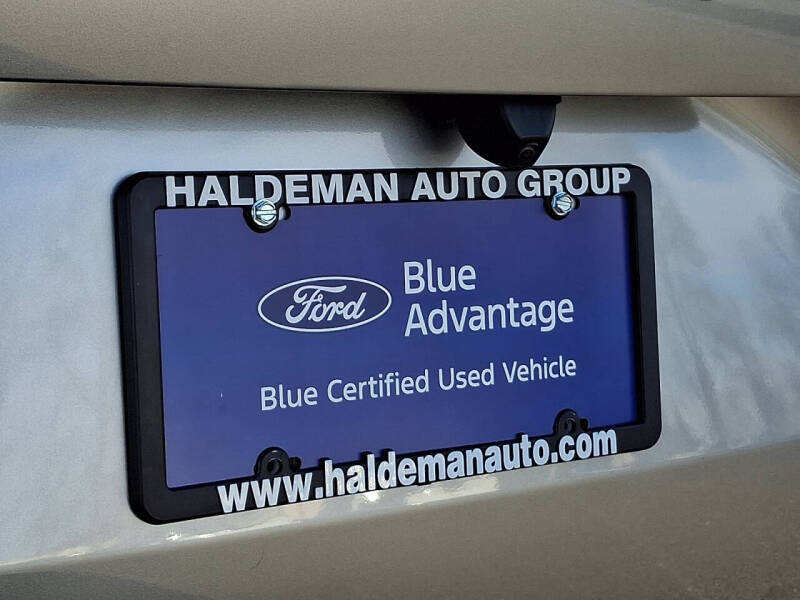 HALDEMAN AUTO GROUP
Ford
Blue
Advantage
Blue Certified Used Vehicle
www.haldemanauto.com